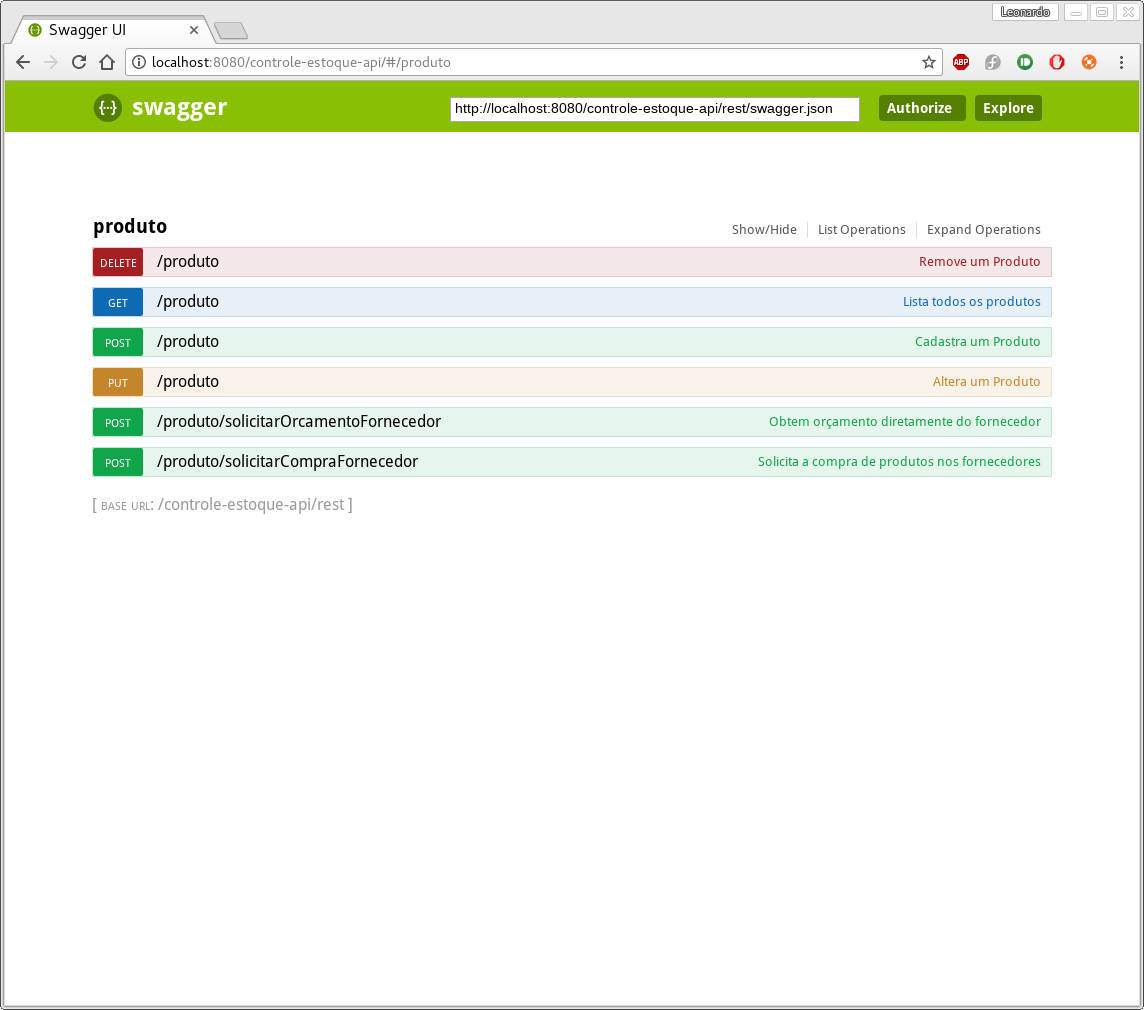 Leonardo
Swagger UI
localhost:8080/controle-estoque-api/#/produto
ABP
swagger
http://localhost:8080/controle-estoque-api/rest/swagger.json
Authorize
Explore
produto
Show/Hide
List Operations
Expand Operations
DELETE /produto Remove um Produto
GET /produto Lista todos os produtos
POST /produto Cadastra um Produto
PUT /produto Altera um Produto
POST /produto/solicitarOrcamentoFornecedor Obtem orçamento diretamente do fornecedor
POST /produto/solicitarCompraFornecedor Solicita a compra de produtos nos fornecedores
[ BASE URL: /controle-estoque-api/rest ]